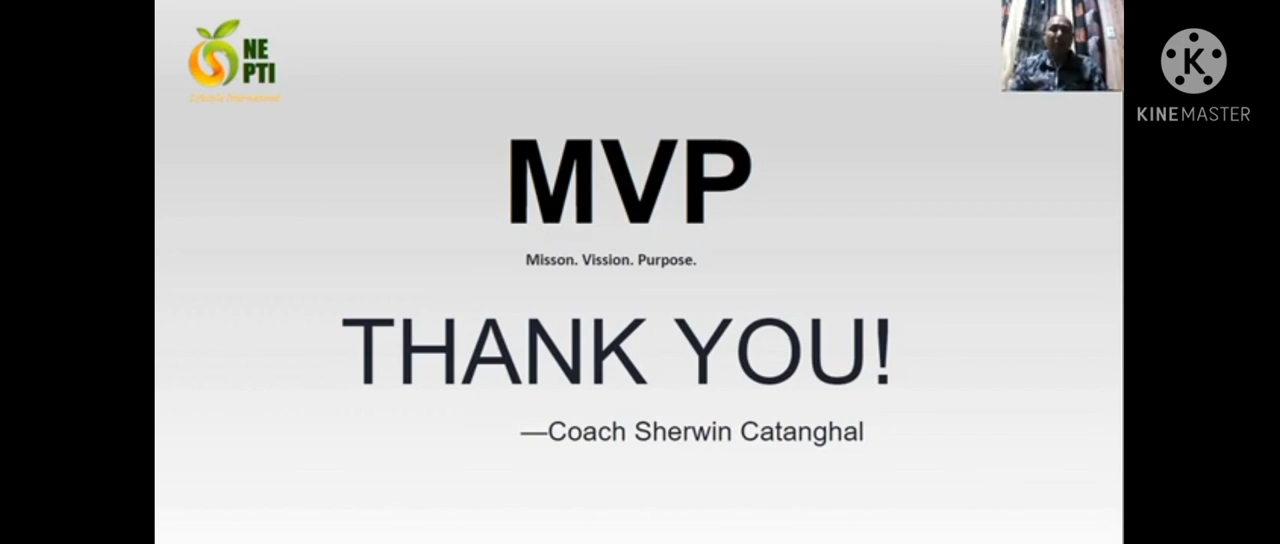 NE
PTI
KINEMASTER
MVP
Misson. Vission. Purpose.
THANK YOU!
—Coach Sherwin Catanghal